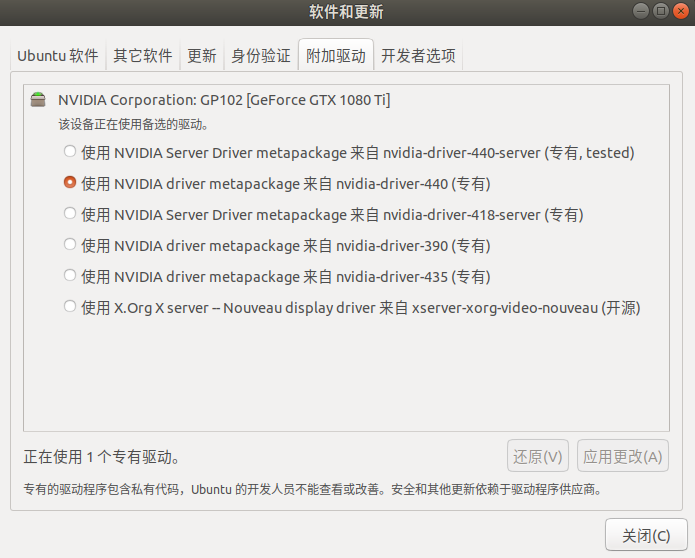 软件和更新
Ubuntu 软件 其它软件 更新 身份验证 附加驱动 开发者选项
NVIDIA Corporation: GP102 [GeForce GTX 1080 Ti]
该设备正在使用备选的驱动。
使用 NVIDIA Server Driver metapackage 来自 nvidia-driver-440-server (专有, tested)
使用 NVIDIA driver metapackage 来自 nvidia-driver-440 (专有)
使用 NVIDIA Server Driver metapackage 来自 nvidia-driver-418-server (专有)
使用 NVIDIA driver metapackage 来自 nvidia-driver-390 (专有)
使用 NVIDIA driver metapackage 来自 nvidia-driver-435 (专有)
使用 X.Org X server -- Nouveau display driver 来自 xserver-xorg-video-nouveau (开源)
正在使用 1 个专有驱动。 还原(V) 应用更改(A)
专有的驱动程序包含私有代码，Ubuntu 的开发人员不能查看或改善。安全和其他更新依赖于驱动程序供应商。
关闭(C)